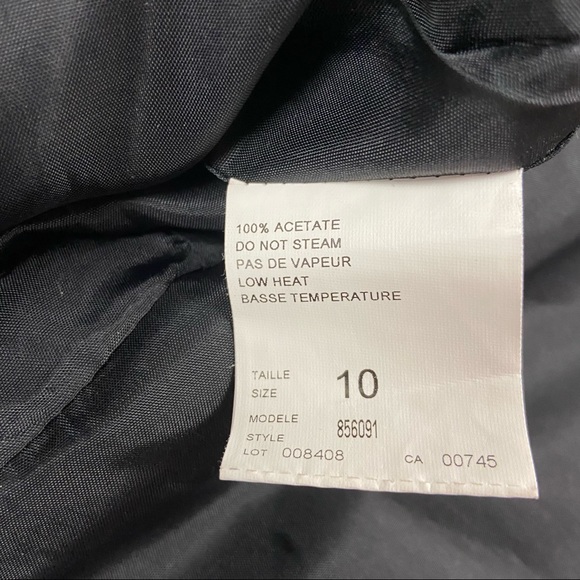 100% ACETATE
DO NOT STEAM
PAS DE VAPEUR
LOW HEAT
BASSE TEMPERATURE
TAILLE
SIZE 10
MODELE
STYLE 856091
LOT 008408 CA 00745